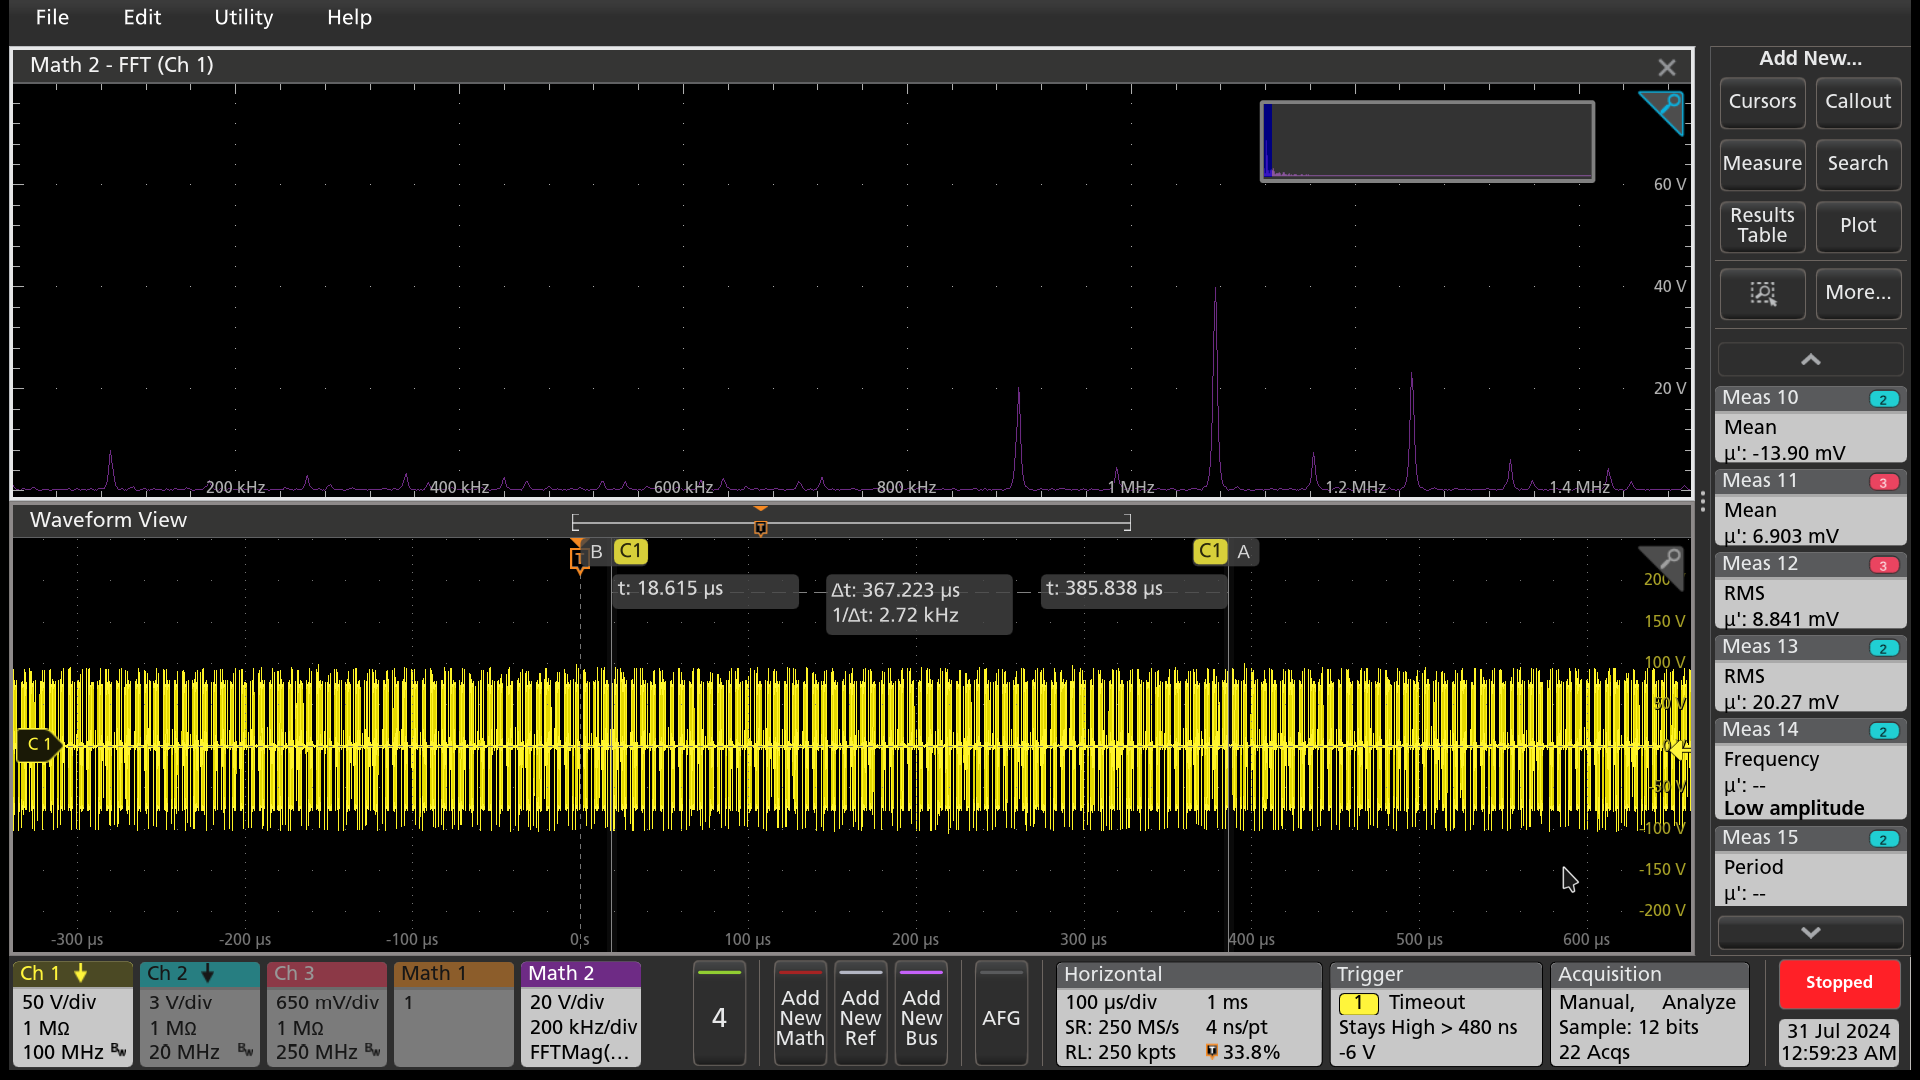 File Edit Utility Help
Math 2 - FFT (Ch 1)
60 V
40 V
20 V
200 kHz 400 kHz 600 kHz 800 kHz 1 MHz 1.2 MHz 1.4 MHz
Waveform View
T
T B C1 C1 A
t: 18.615 µs
Δt: 367.223 µs
1/Δt: 2.72 kHz
t: 385.838 µs
200
150 V
100 V
50 V
0
-50 V
-100 V
-150 V
-200 V
C 1
-300 µs -200 µs -100 µs 0 s 100 µs 200 µs 300 µs 400 µs 500 µs 600 µs
Add New...
Cursors Callout
Measure Search
Results Table
Plot
More...
Meas 10 2
Mean
µ': -13.90 mV
Meas 11 3
Mean
µ': 6.903 mV
Meas 12 3
RMS
µ': 8.841 mV
Meas 13 2
RMS
µ': 20.27 mV
Meas 14 2
Frequency
µ': --
Low amplitude
Meas 15 2
Period
µ': --
Ch 1
50 V/div
1 MΩ
100 MHz Bw
Ch 2
3 V/div
1 MΩ
20 MHz Bw
Ch 3
650 mV/div
1 MΩ
250 MHz Bw
Math 1
1
Math 2
20 V/div
200 kHz/div
FFTMag(...
4
Add New Math
Add New Ref
Add New Bus
AFG
Horizontal
100 µs/div 1 ms
SR: 250 MS/s 4 ns/pt
RL: 250 kpts T 33.8%
Trigger
1 Timeout
Stays High > 480 ns
-6 V
Acquisition
Manual, Analyze
Sample: 12 bits
22 Acqs
Stopped
31 Jul 2024
12:59:23 AM